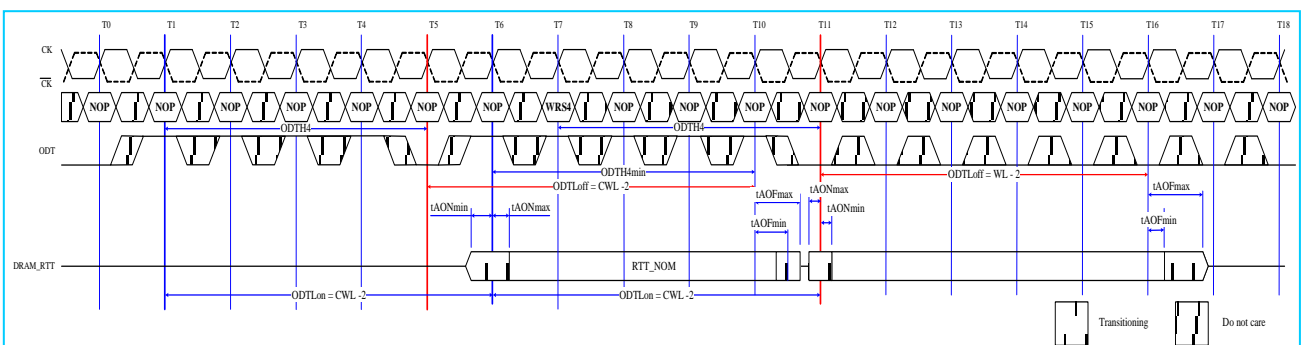 T0 T1 T2 T3 T4 T5 T6 T7 T8 T9 T10 T11 T12 T13 T14 T15 T16 T17 T18
CK
CK
NOP NOP NOP NOP NOP NOP NOP WRS4 NOP NOP NOP NOP NOP NOP NOP NOP NOP NOP NOP
ODTH4 ODTH4
ODT
ODTH4min ODTLoff = WL - 2
ODTLoff = CWL -2
tAOFmax tAONmax tAOFmax
tAONmin tAONmax tAONmin
tAOFmin tAOFmin
DRAM_RTT RTT_NOM
ODTLon = CWL -2 ODTLon = CWL -2
Transitioning Do not care